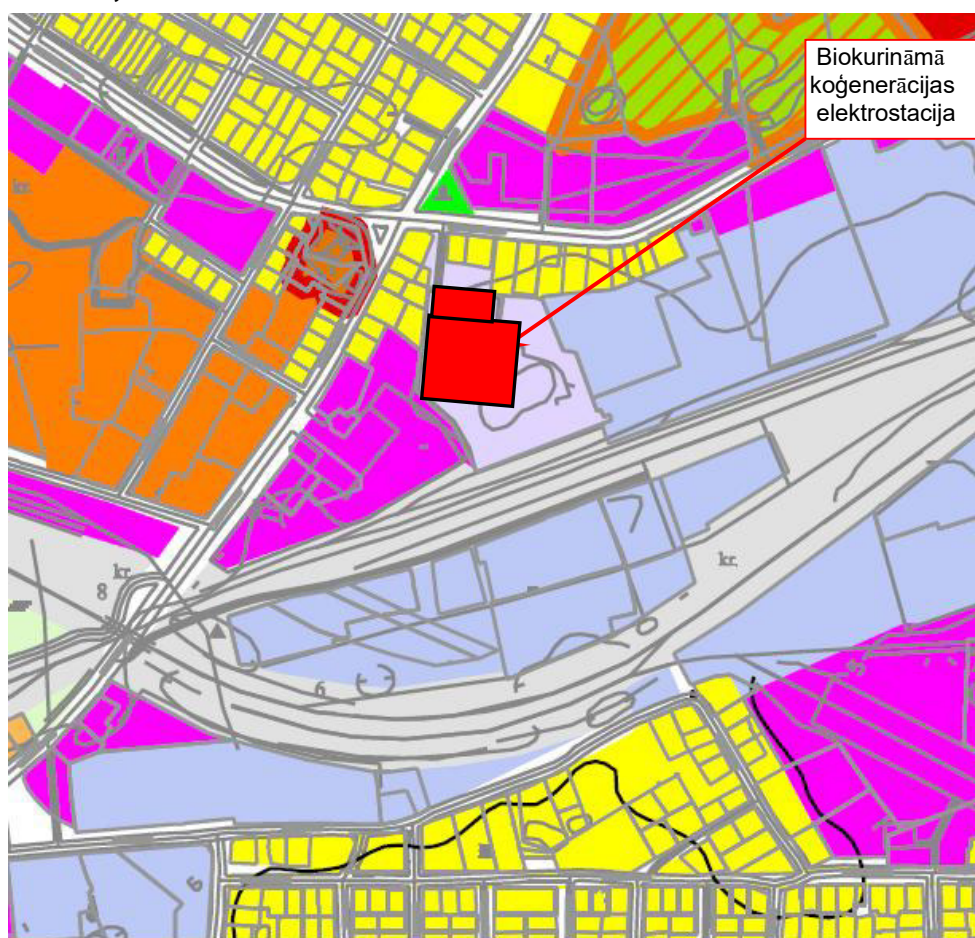 Biokurināmā
koģenerācijas
elektrostacija
kr.
kr.
8
kr.
6
6